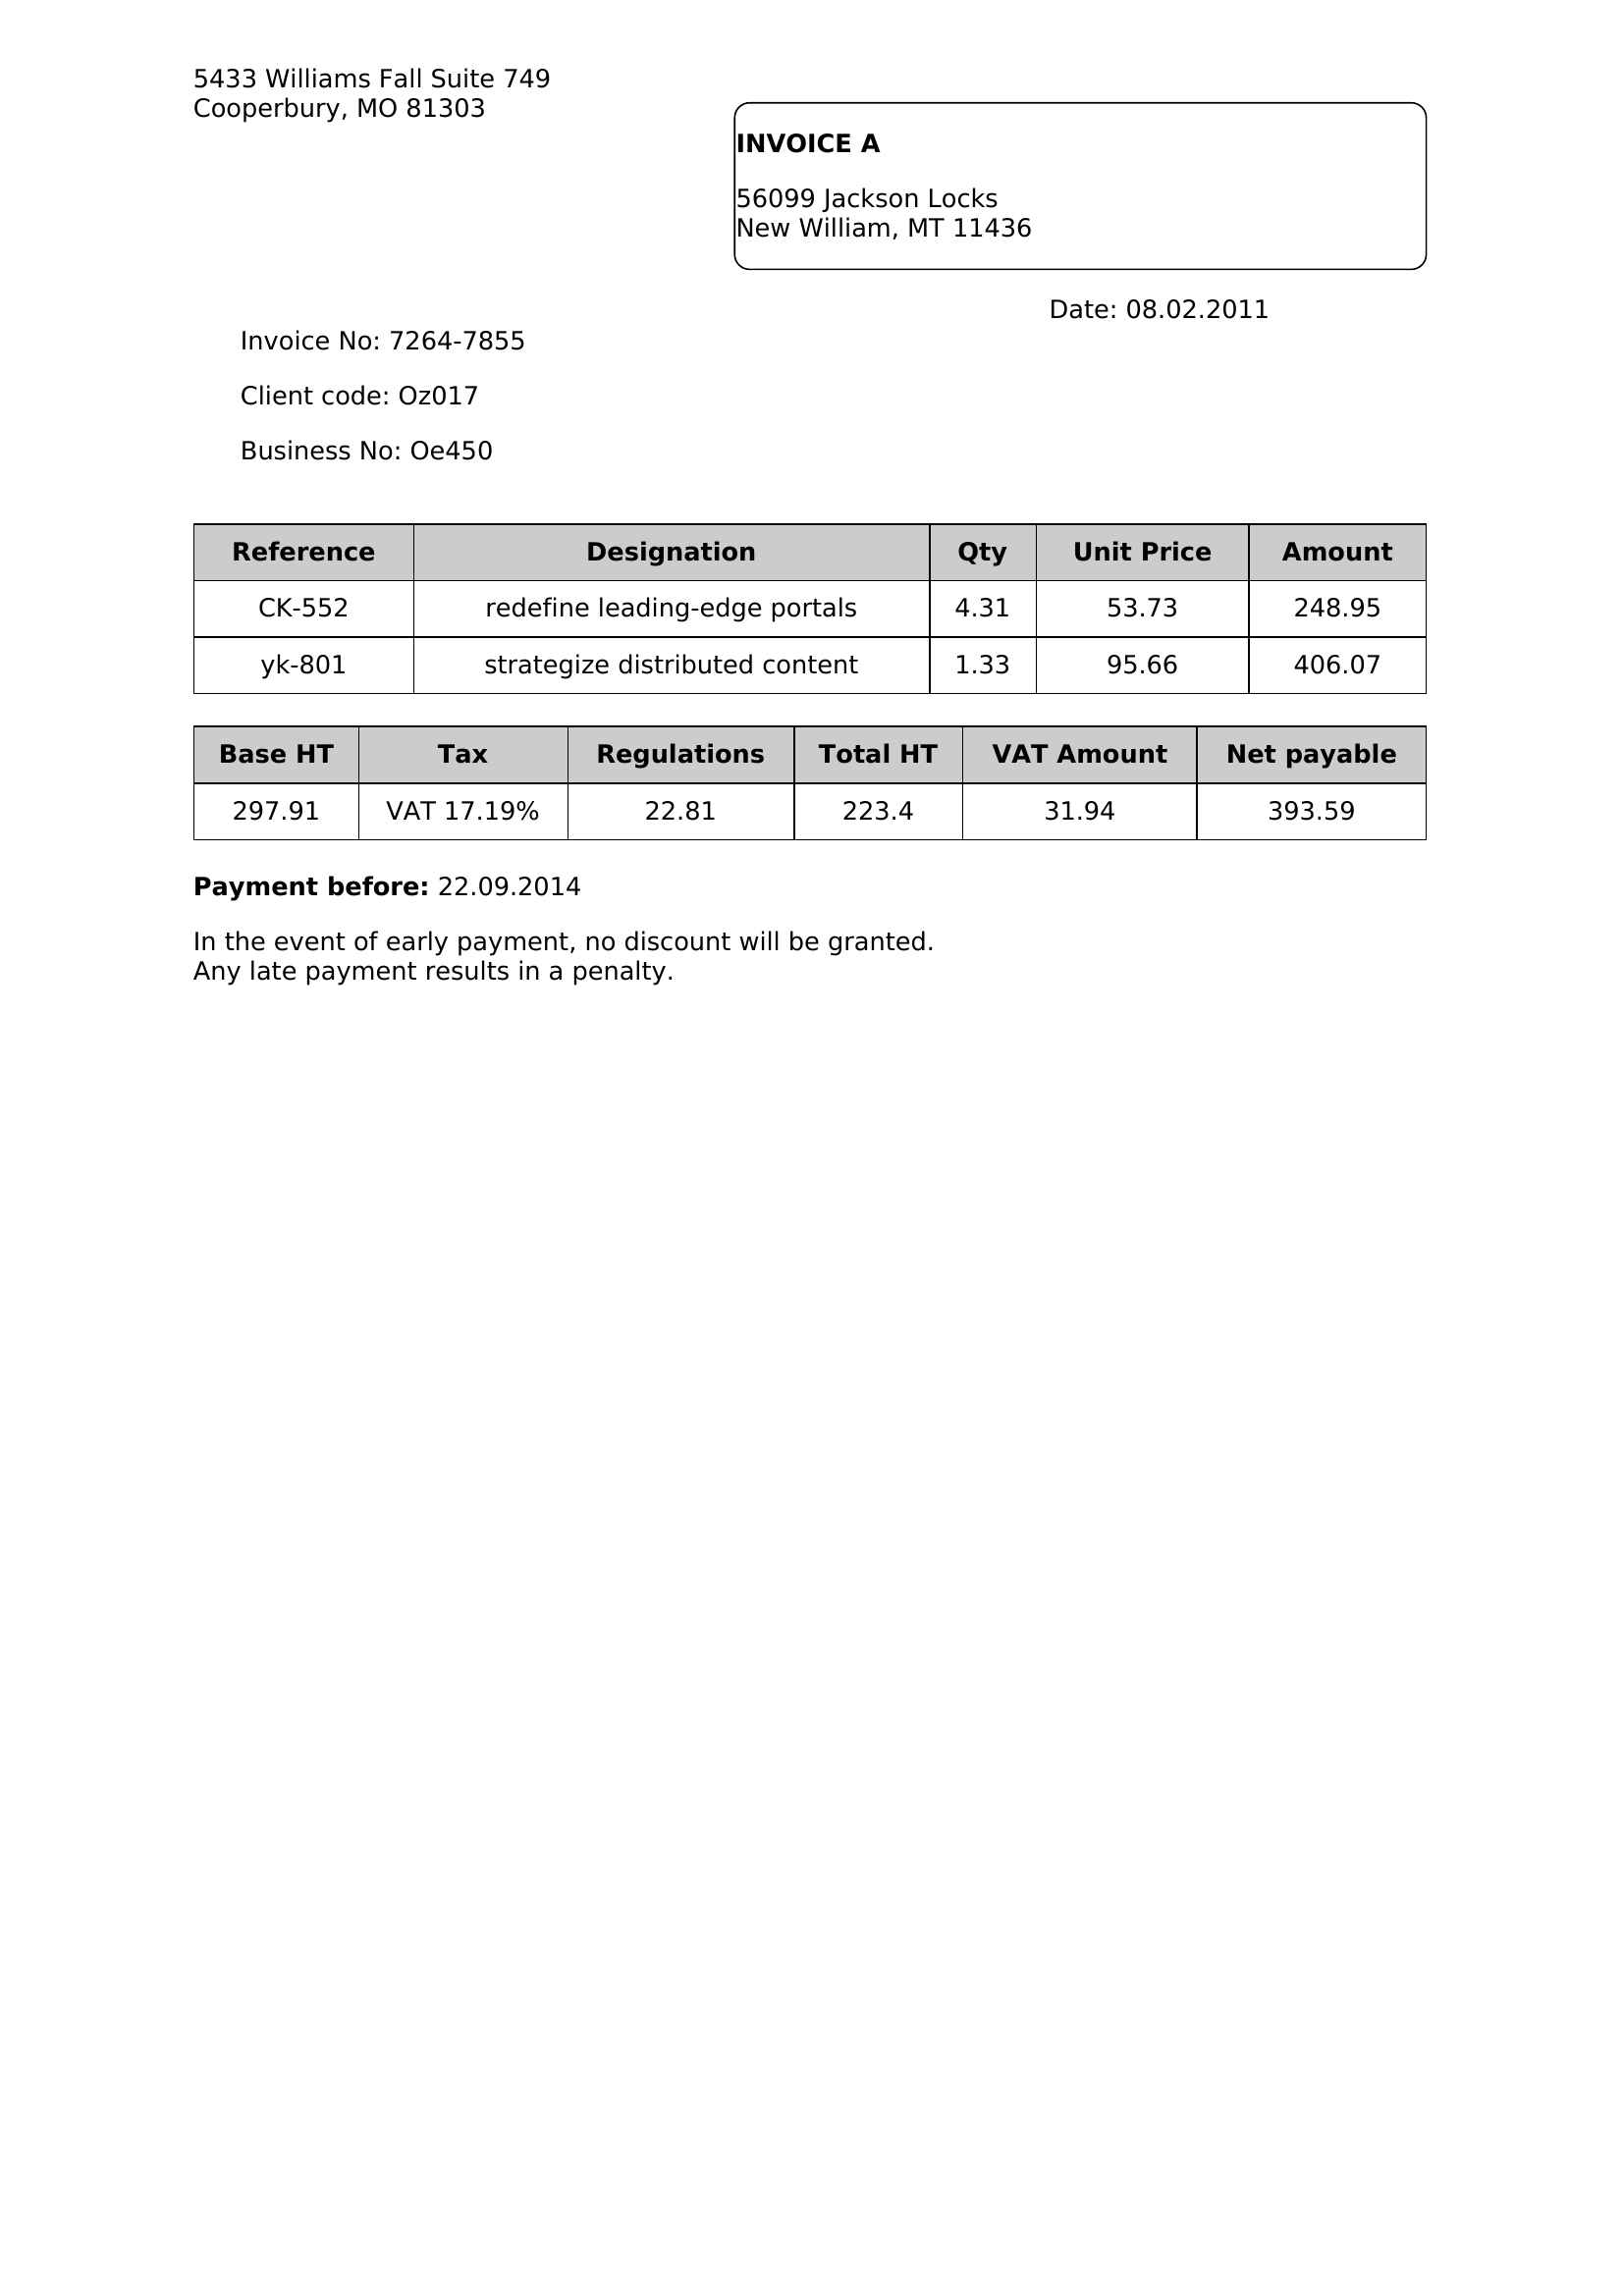 5433 Williams Fall Suite 749
Cooperbury, MO 81303
INVOICE A
56099 Jackson Locks
New William, MT 11436
Date: 08.02.2011
Invoice No: 7264-7855
Client code: Oz017
Business No: Oe450
Reference Designation Qty Unit Price Amount
CK-552 redefine leading-edge portals 4.31 53.73 248.95
yk-801 strategize distributed content 1.33 95.66 406.07
Base HT Tax Regulations Total HT VAT Amount Net payable
297.91 VAT 17.19% 22.81 223.4 31.94 393.59
Payment before: 22.09.2014
In the event of early payment, no discount will be granted.
Any late payment results in a penalty.